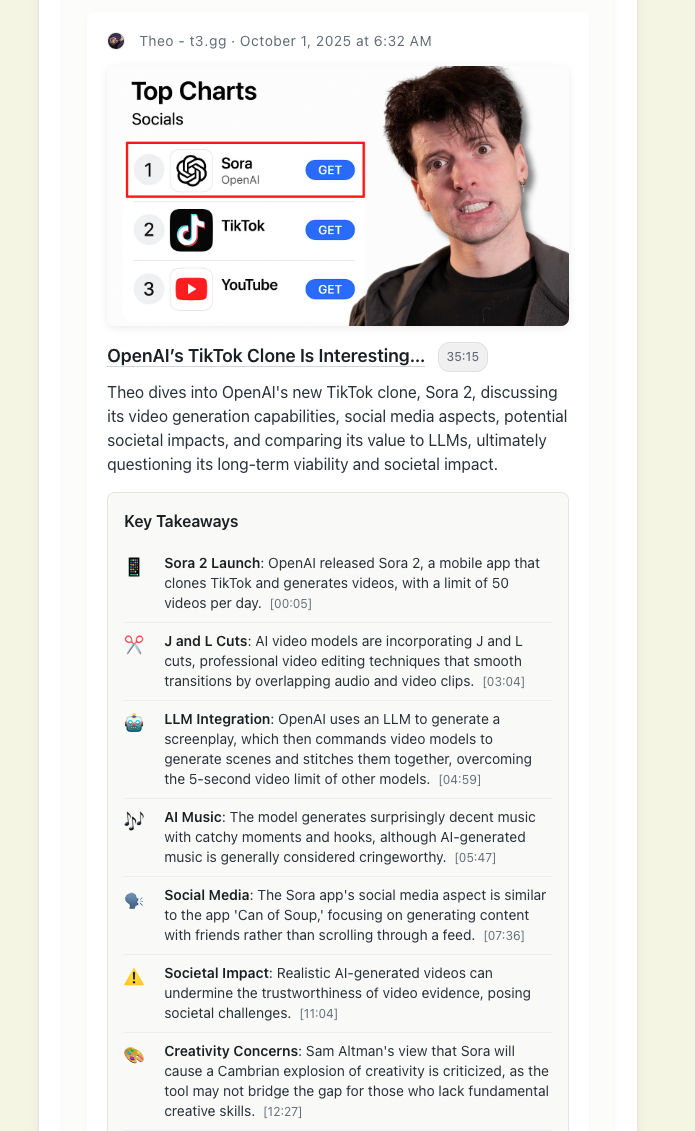 Theo - t3.gg · October 1, 2025 at 6:32 AM
Top Charts
Socials
1 Sora GET
OpenAI
2 TikTok GET
3 YouTube GET
OpenAI’s TikTok Clone Is Interesting... 35:15
Theo dives into OpenAI's new TikTok clone, Sora 2, discussing
its video generation capabilities, social media aspects, potential
societal impacts, and comparing its value to LLMs, ultimately
questioning its long-term viability and societal impact.
Key Takeaways
Sora 2 Launch: OpenAI released Sora 2, a mobile app that
clones TikTok and generates videos, with a limit of 50
videos per day. [00:05]
J and L Cuts: AI video models are incorporating J and L
cuts, professional video editing techniques that smooth
transitions by overlapping audio and video clips. [03:04]
LLM Integration: OpenAI uses an LLM to generate a
screenplay, which then commands video models to
generate scenes and stitches them together, overcoming
the 5-second video limit of other models. [04:59]
AI Music: The model generates surprisingly decent music
with catchy moments and hooks, although AI-generated
music is generally considered cringeworthy. [05:47]
Social Media: The Sora app's social media aspect is similar
to the app 'Can of Soup,' focusing on generating content
with friends rather than scrolling through a feed. [07:36]
Societal Impact: Realistic AI-generated videos can
undermine the trustworthiness of video evidence, posing
societal challenges. [11:04]
Creativity Concerns: Sam Altman's view that Sora will
cause a Cambrian explosion of creativity is criticized, as the
tool may not bridge the gap for those who lack fundamental
creative skills. [12:27]